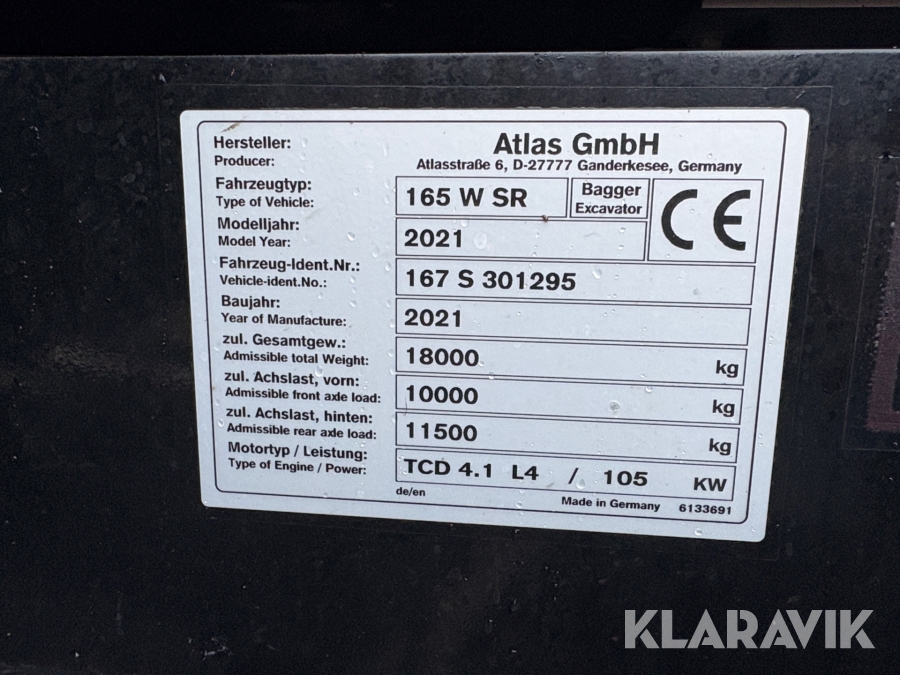 Hersteller: Atlas GmbH
Producer: Atlasstraße 6, D-27777 Ganderkesee, Germany
Fahrzeugtyp: 165 W SR Bagger
Type of Vehicle: Excavator
CE
Modelljahr: 2021
Model Year:
Fahrzeug-Ident.Nr.: 167 S 301295
Vehicle-ident.No.:
Baujahr: 2021
Year of Manufacture:
zul. Gesamtgew.: 18000 kg
Admissible total Weight:
zul. Achslast, vorn: 10000 kg
Admissible front axle load:
zul. Achslast, hinten: 11500 kg
Admissible rear axle load:
Motortyp / Leistung: TCD 4.1 L4 / 105 KW
Type of Engine / Power:
de/en Made in Germany 6133691
KLARAVIK